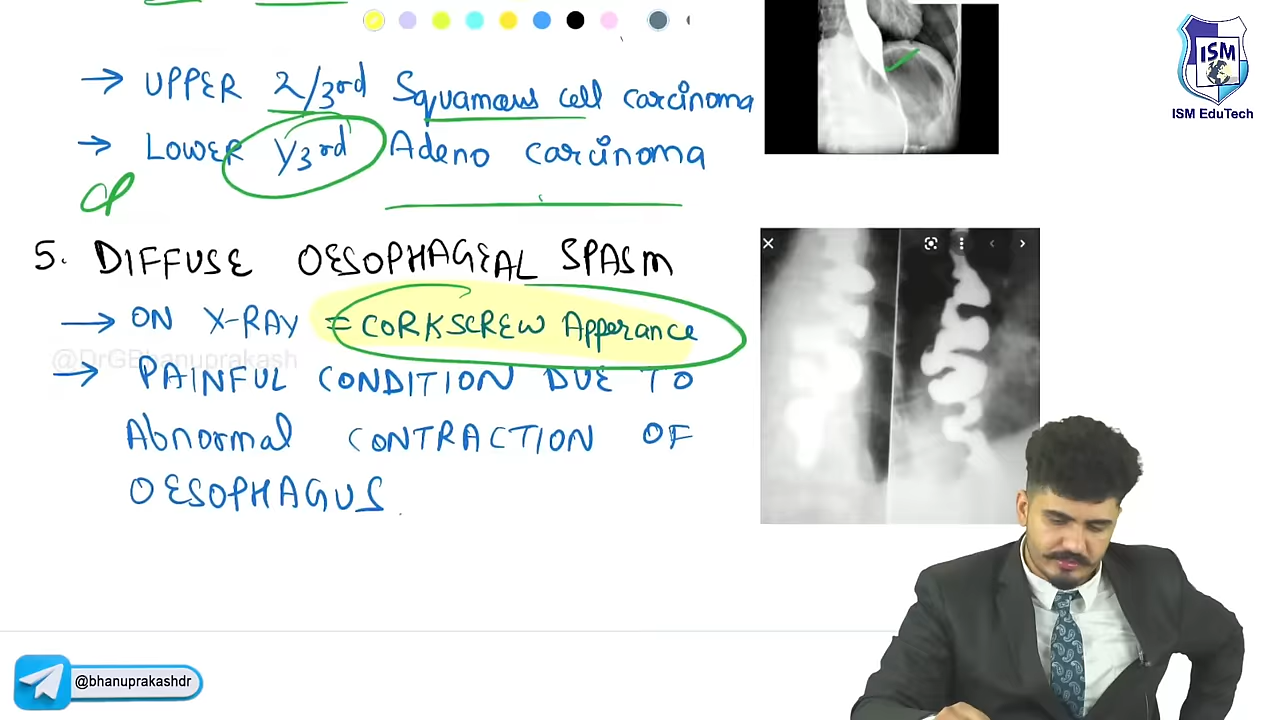 → UPPER 2/3rd Squamous cell carcinoma
→ LOWER 1/3rd Adeno carcinoma
5. DIFFUSE OESOPHAGEAL SPASM
→ ON X-RAY = CORKSCREW Apperance
@DrGBhanuprakash
→ PAINFUL CONDITION DUE TO
Abnormal CONTRACTION OF
OESOPHAGUS
ISM
ISM EduTech
@bhanuprakashdr